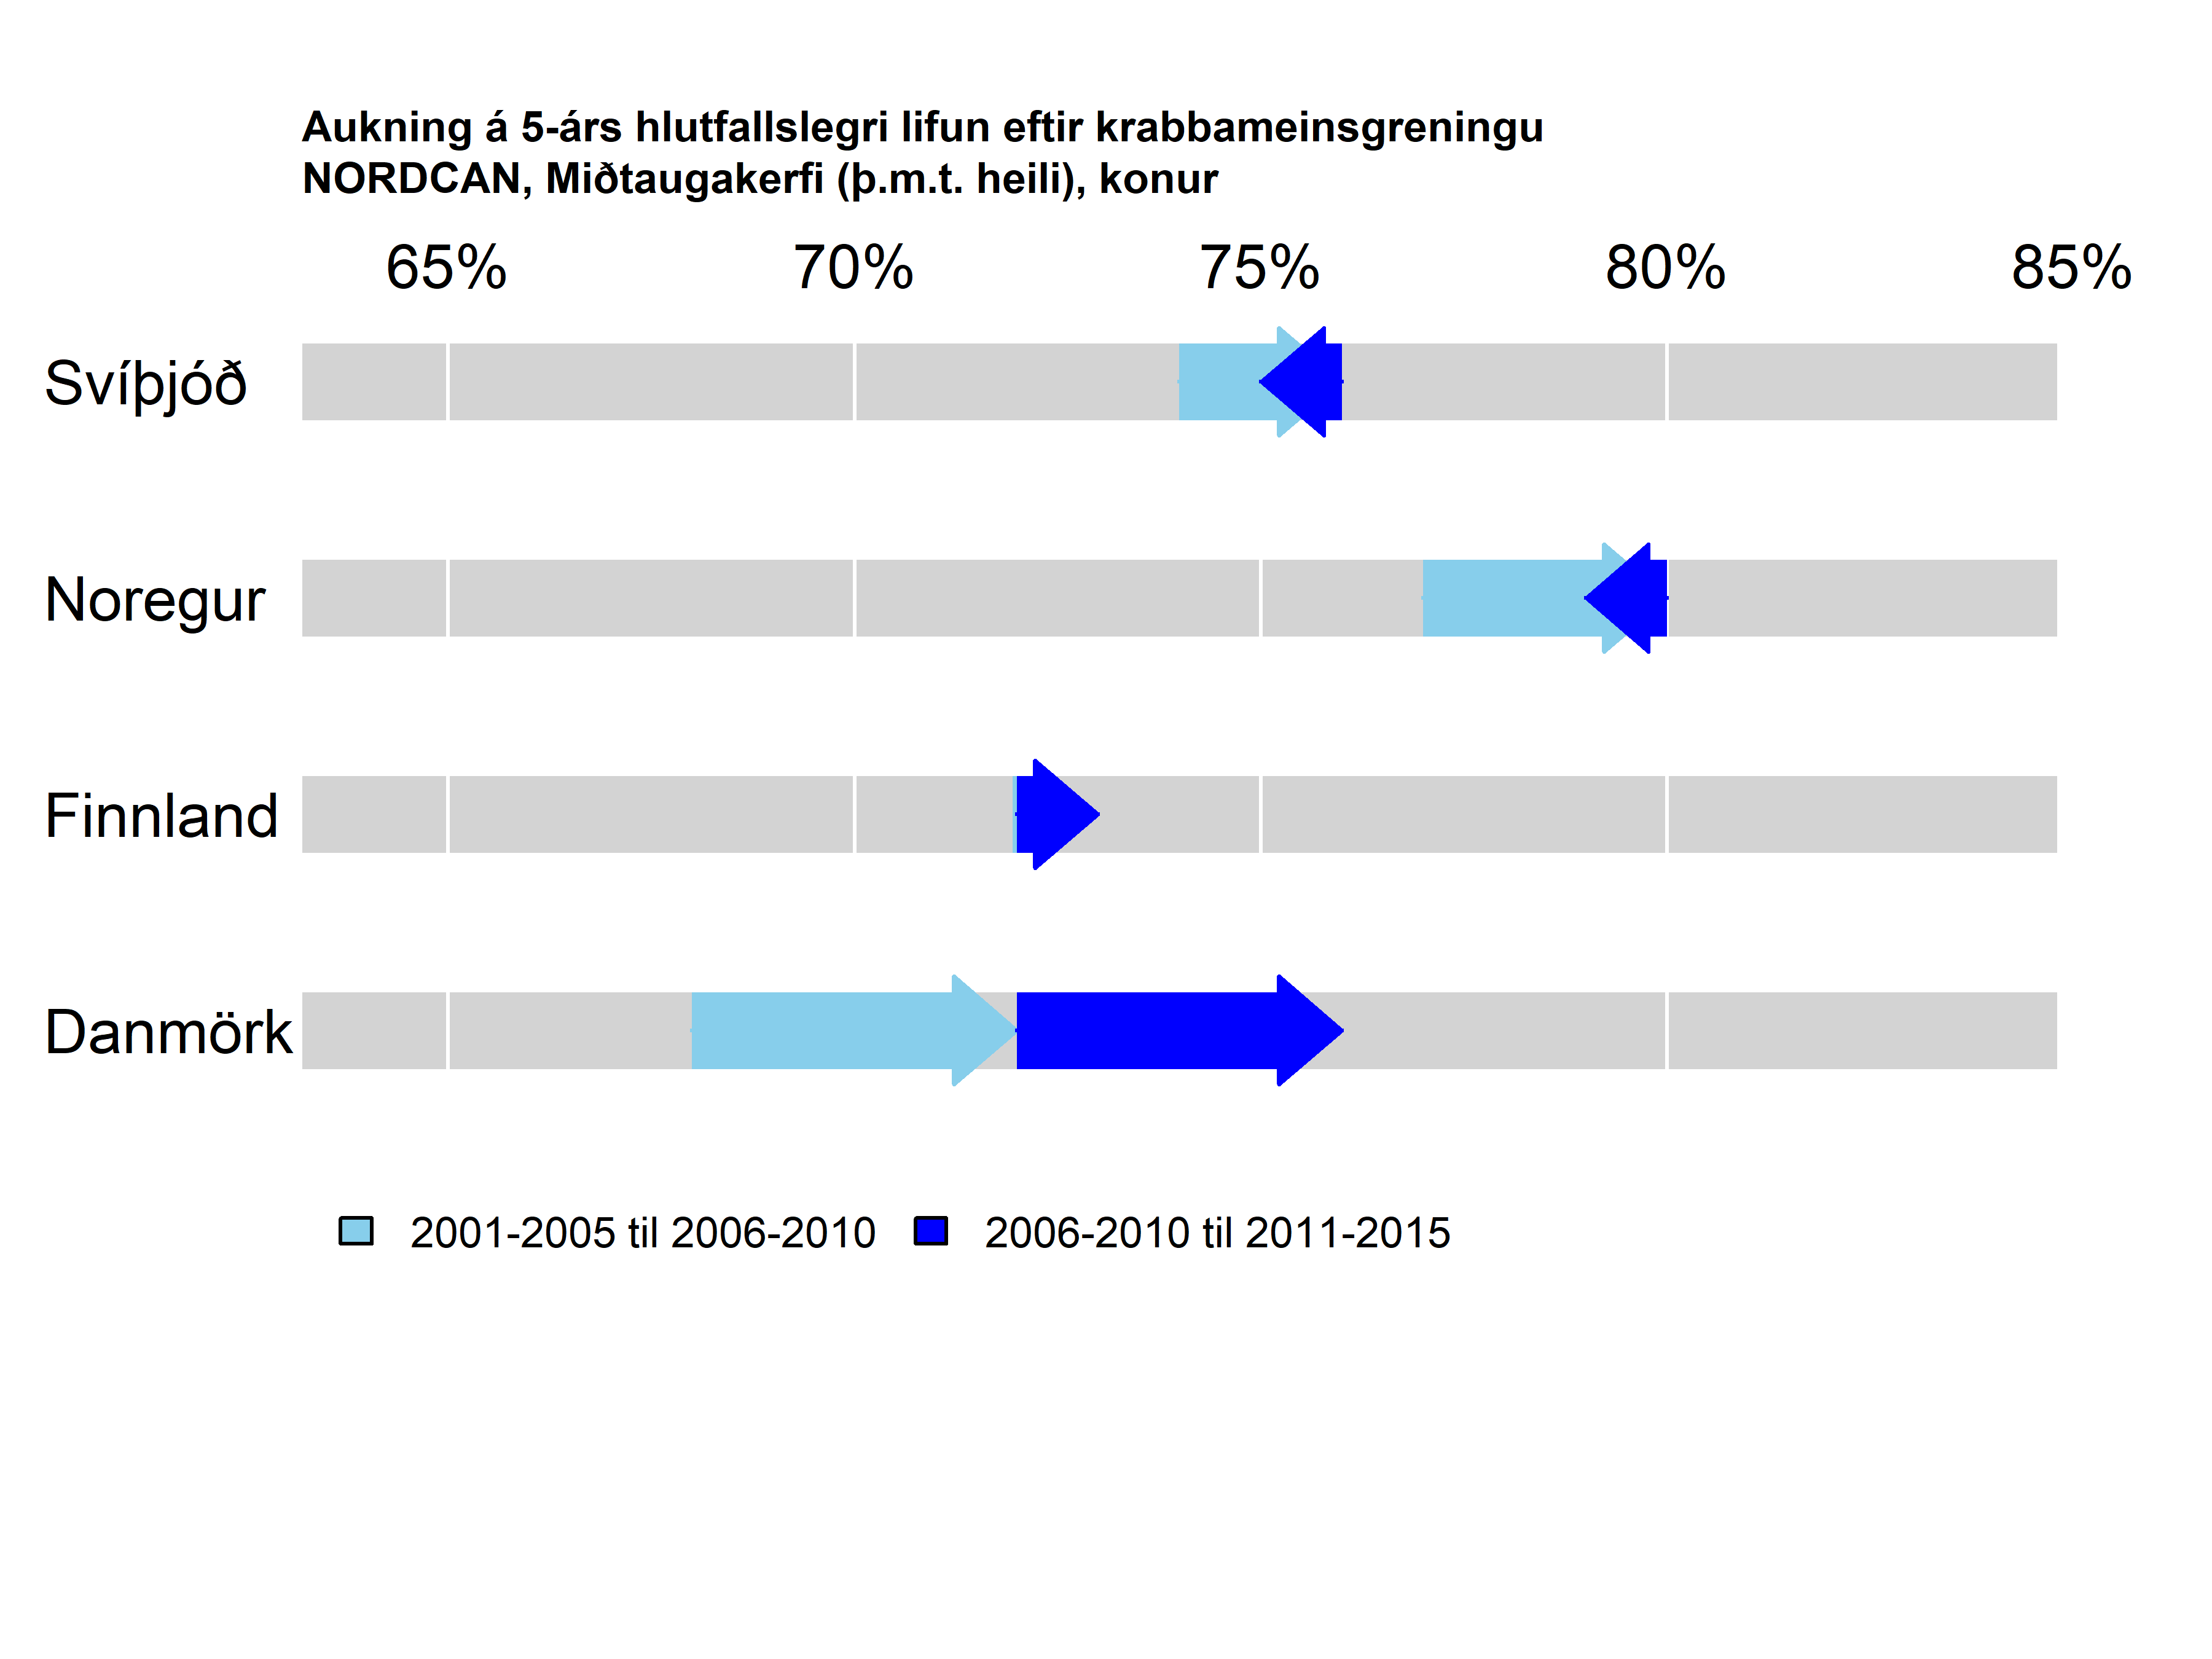 Aukning á 5-árs hlutfallslegri lifun eftir krabbameinsgreningu
NORDCAN, Miðtaugakerfi (þ.m.t. heili), konur
65% 70% 75% 80% 85%
Svíþjóð
Noregur
Finnland
Danmörk
2001-2005 til 2006-2010 2006-2010 til 2011-2015